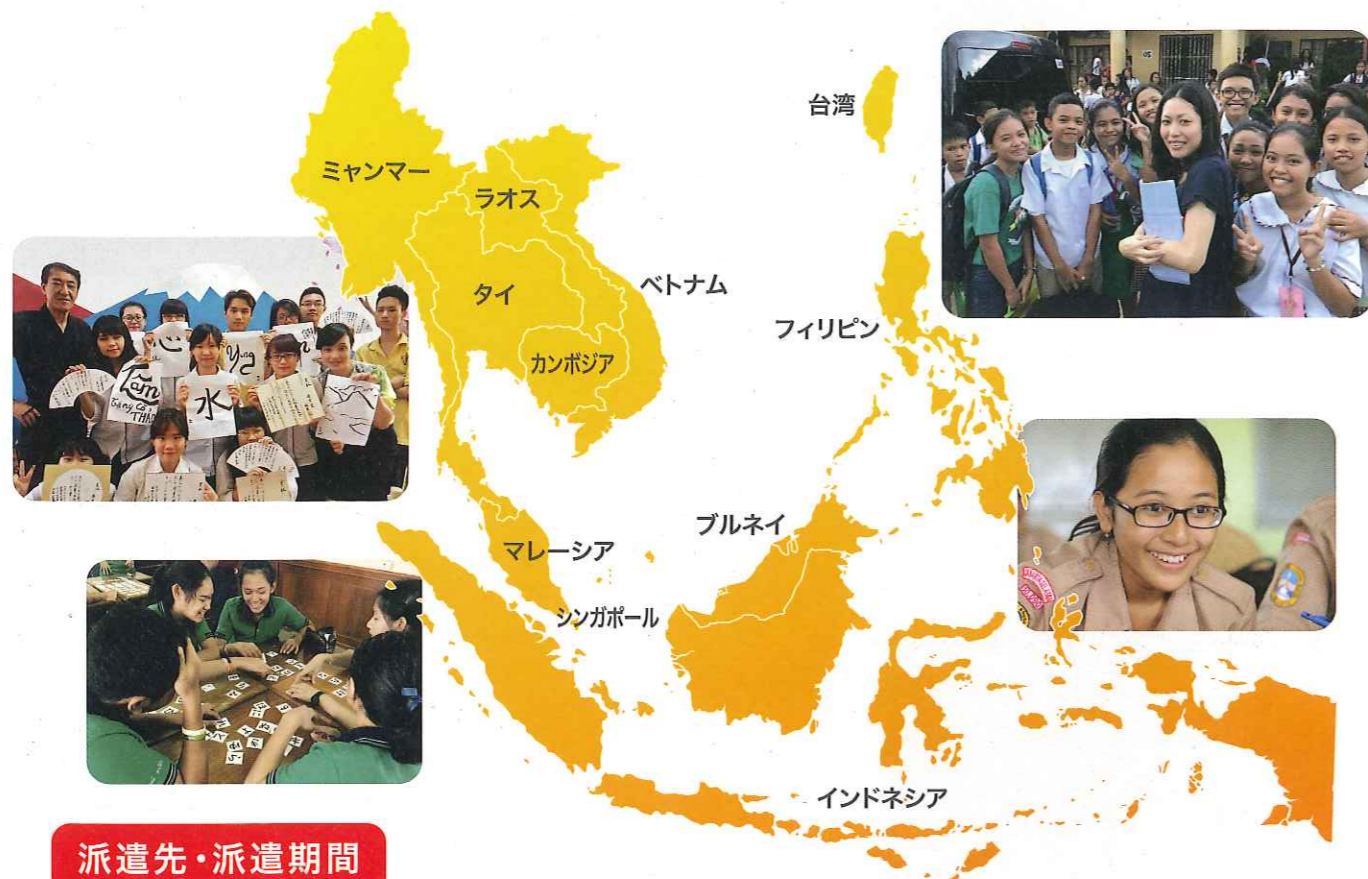 台湾
ミャンマー
ラオス
タイ
ベトナム
フィリピン
カンボジア
ブルネイ
マレーシア
シンガポール
インドネシア
心
Tâm
水
派遣先・派遣期間